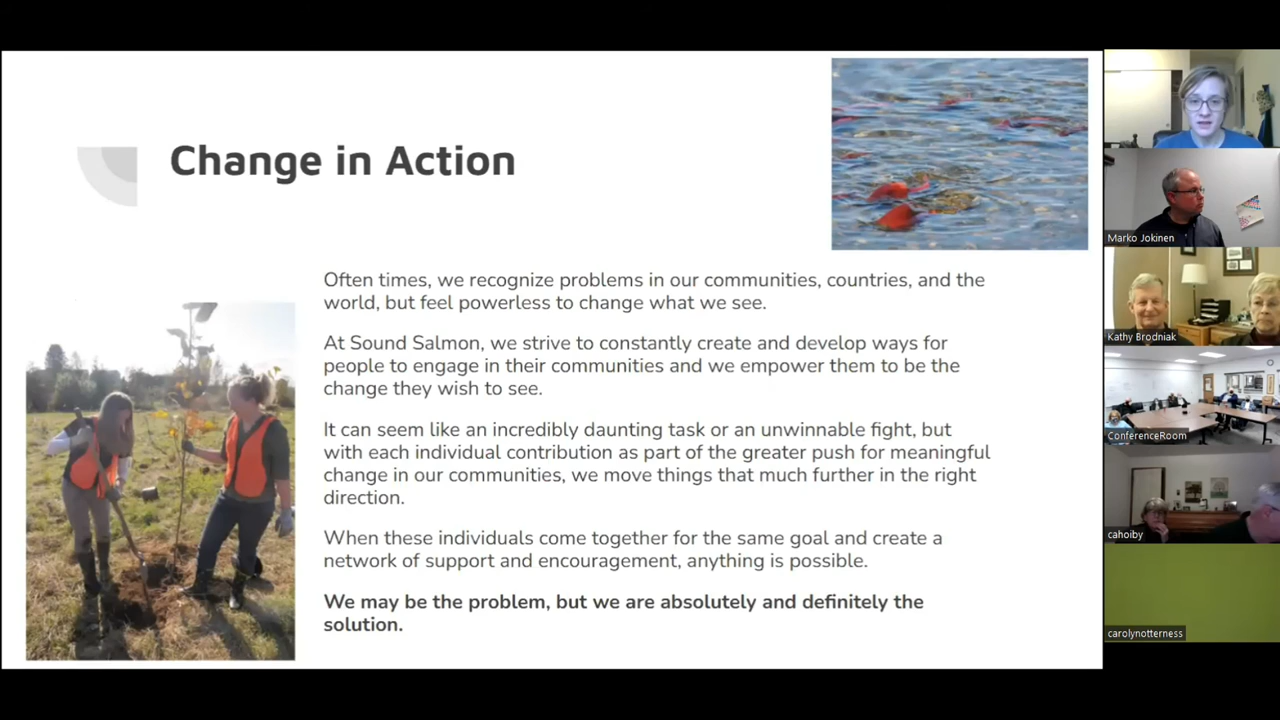 Change in Action
Often times, we recognize problems in our communities, countries, and the
world, but feel powerless to change what we see.
At Sound Salmon, we strive to constantly create and develop ways for
people to engage in their communities and we empower them to be the
change they wish to see.
It can seem like an incredibly daunting task or an unwinnable fight, but
with each individual contribution as part of the greater push for meaningful
change in our communities, we move things that much further in the right
direction.
When these individuals come together for the same goal and create a
network of support and encouragement, anything is possible.
We may be the problem, but we are absolutely and definitely the
solution.
Marko Jokinen
Kathy Brodniak
ConferenceRoom
cahoiby
carolynotterness